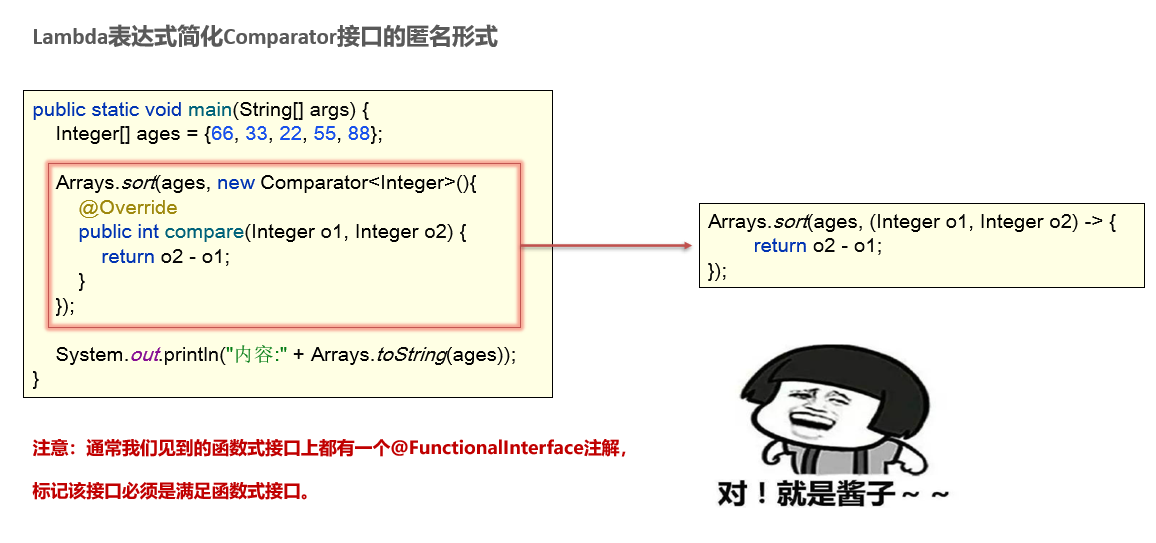 Lambda表达式简化Comparator接口的匿名形式
public static void main(String[] args) {
Integer[] ages = {66, 33, 22, 55, 88};
Arrays.sort(ages, new Comparator<Integer>(){
@Override
public int compare(Integer o1, Integer o2) {
return o2 - o1;
}
});
System.out.println("内容:" + Arrays.toString(ages));
}
Arrays.sort(ages, (Integer o1, Integer o2) -> {
return o2 - o1;
});
注意：通常我们见到的函数式接口上都有一个@FunctionalInterface注解，
标记该接口必须是满足函数式接口。
对！就是酱子～～